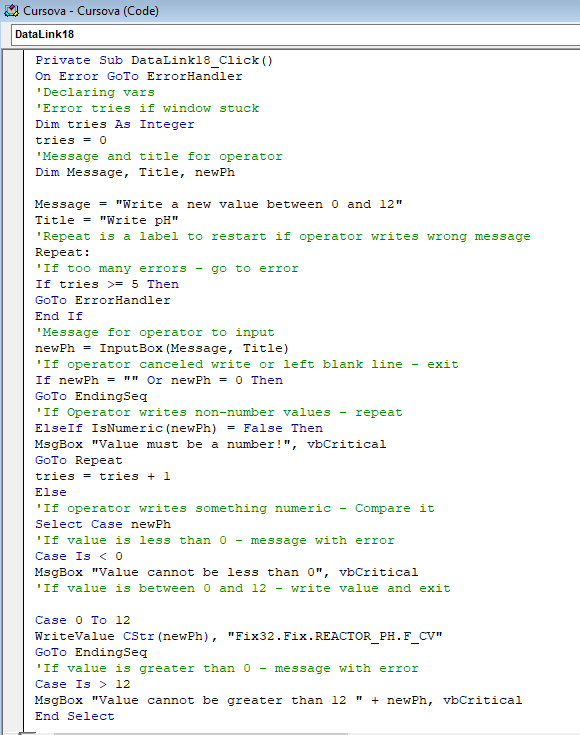 Cursova - Cursova (Code)
DataLink18
Private Sub DataLink18_Click()
On Error GoTo ErrorHandler
'Declaring vars
'Error tries if window stuck
Dim tries As Integer
tries = 0
'Message and title for operator
Dim Message, Title, newPh
Message = "Write a new value between 0 and 12"
Title = "Write pH"
'Repeat is a label to restart if operator writes wrong message
Repeat:
'If too many errors - go to error
If tries >= 5 Then
GoTo ErrorHandler
End If
'Message for operator to input
newPh = InputBox(Message, Title)
'If operator canceled write or left blank line - exit
If newPh = "" Or newPh = 0 Then
GoTo EndingSeq
'If Operator writes non-number values - repeat
ElseIf IsNumeric(newPh) = False Then
MsgBox "Value must be a number!", vbCritical
GoTo Repeat
tries = tries + 1
Else
'If operator writes something numeric - Compare it
Select Case newPh
'If value is less than 0 - message with error
Case Is < 0
MsgBox "Value cannot be less than 0", vbCritical
'If value is between 0 and 12 - write value and exit
Case 0 To 12
WriteValue CStr(newPh), "Fix32.Fix.REACTOR_PH.F_CV"
GoTo EndingSeq
'If value is greater than 0 - message with error
Case Is > 12
MsgBox "Value cannot be greater than 12 " + newPh, vbCritical
End Select